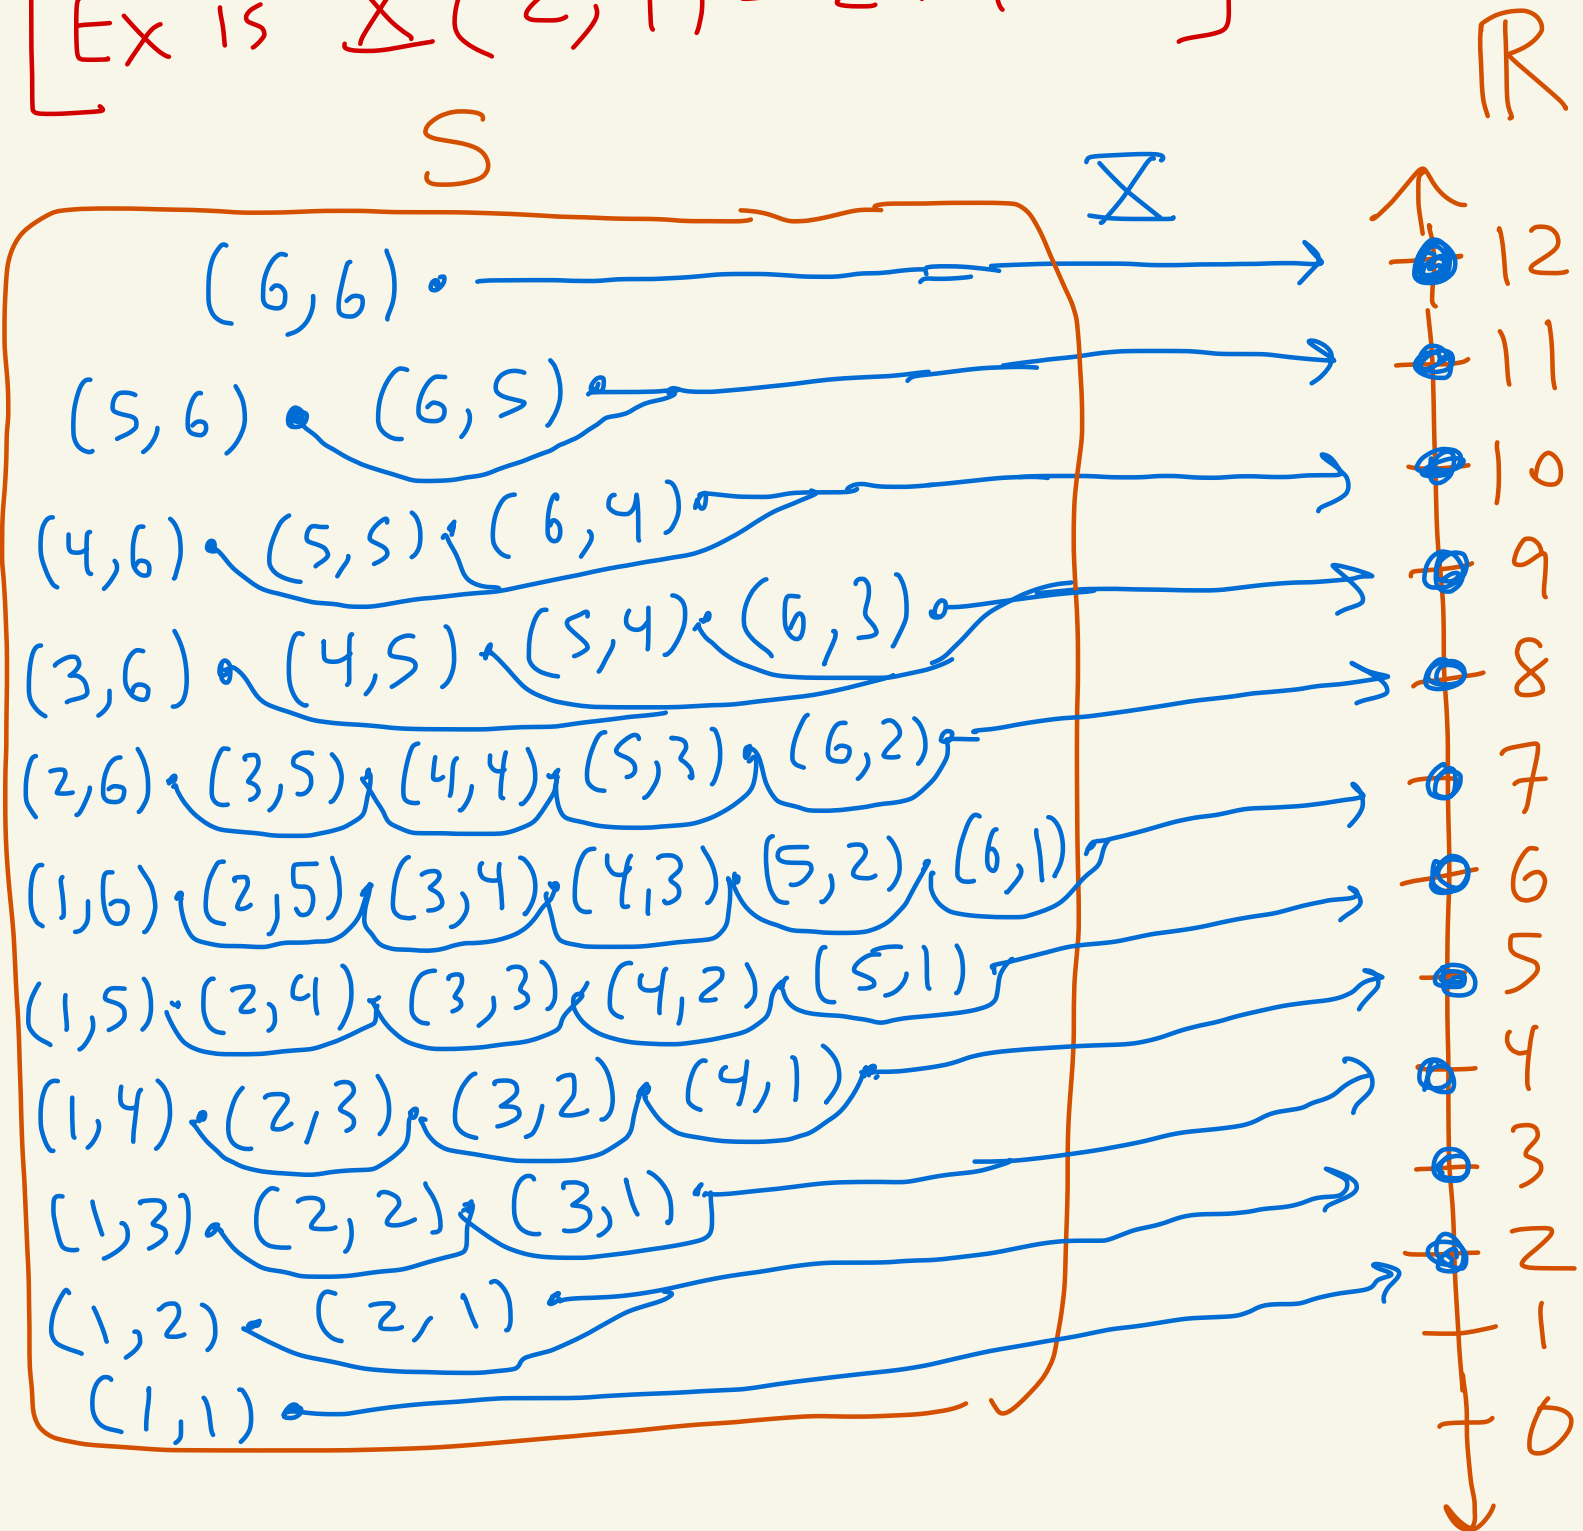 [Ex is X(2,1)
S
X
ℝ
(6,6) 12
(5,6) (6,5) 11
(4,6) (5,5) (6,4) 10
(3,6) (4,5) (5,4) (6,3) 9
(2,6) (3,5) (4,4) (5,3) (6,2) 8
(1,6) (2,5) (3,4) (4,3) (5,2) (6,1) 7
(1,5) (2,4) (3,3) (4,2) (5,1) 6
(1,4) (2,3) (3,2) (4,1) 5
(1,3) (2,2) (3,1) 4
(1,2) (2,1) 3
(1,1) 2
1
0